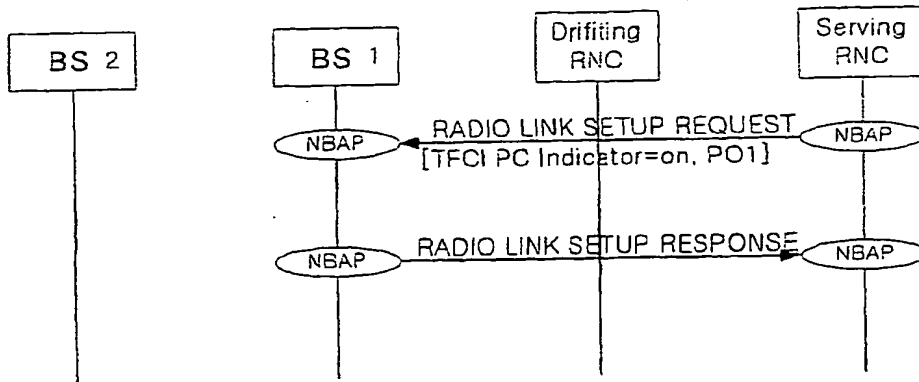 BS 2
BS 1
Drifiting
RNC
Serving
RNC
NBAP
RADIO LINK SETUP REQUEST
[TFCI PC Indicator=on, PO1]
NBAP
NBAP
RADIO LINK SETUP RESPONSE
NBAP